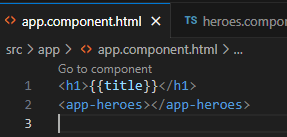 <> app.component.html × TS heroes.compo
src > app > <> app.component.html > ...
Go to component
1 <h1>{{title}}</h1>
2 <app-heroes></app-heroes>
3